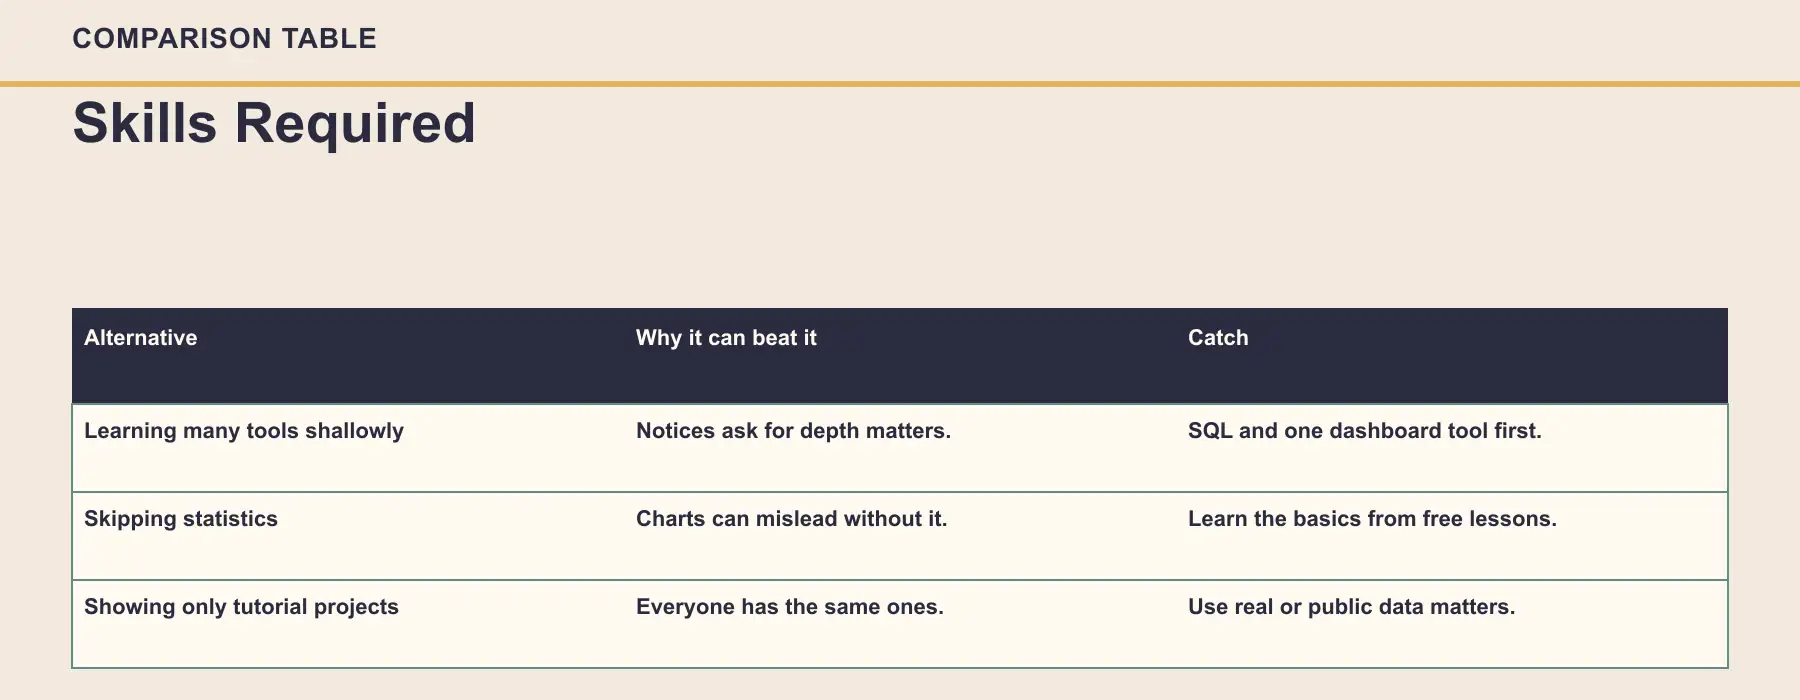 COMPARISON TABLE
Skills Required
Alternative Why it can beat it Catch
Learning many tools shallowly Notices ask for depth matters. SQL and one dashboard tool first.
Skipping statistics Charts can mislead without it. Learn the basics from free lessons.
Showing only tutorial projects Everyone has the same ones. Use real or public data matters.